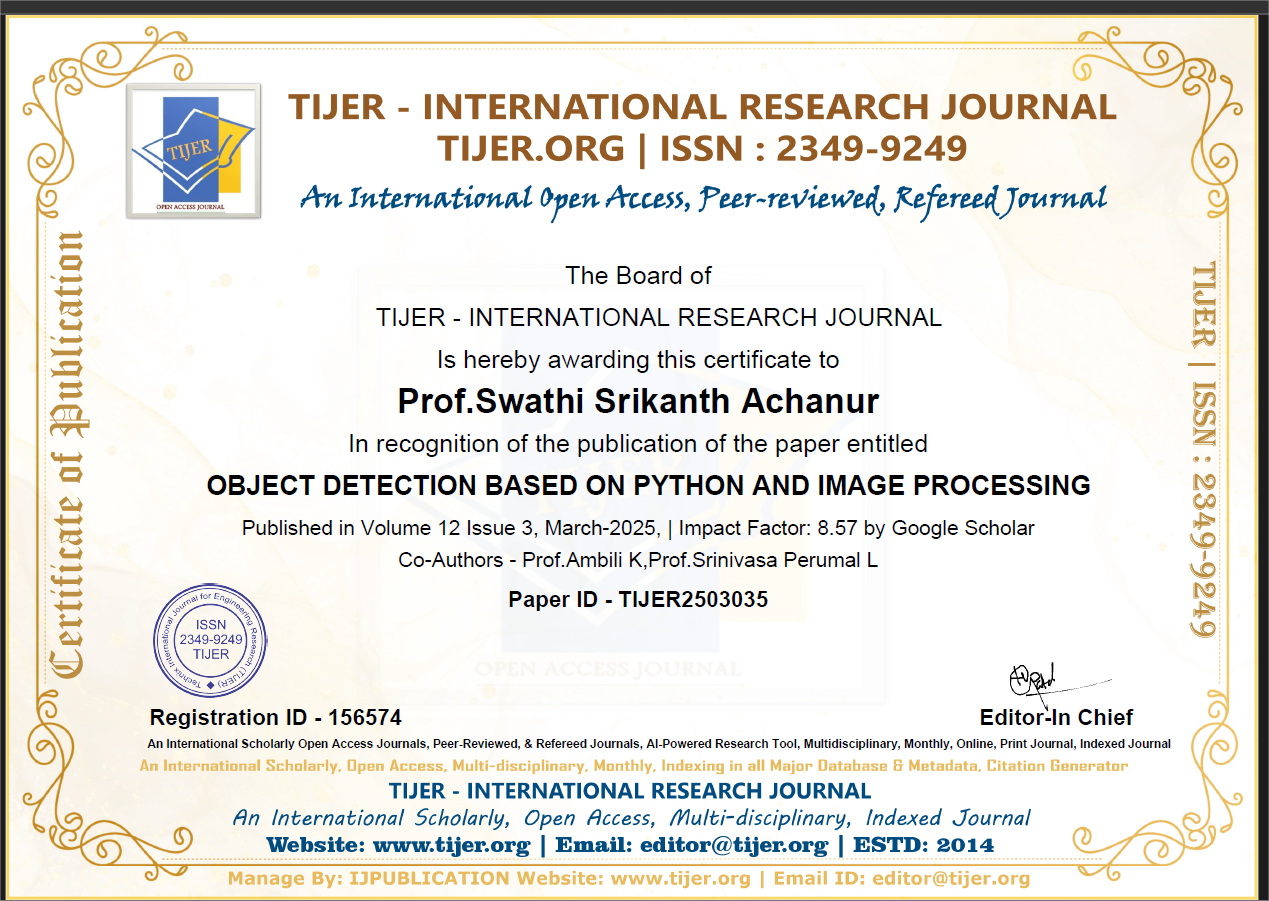 TIJER - INTERNATIONAL RESEARCH JOURNAL
TIJER.ORG | ISSN : 2349-9249
An International Open Access, Peer-reviewed, Refereed Journal
TIJER
OPEN ACCESS JOURNAL
Certificate of Publication
TIJER | ISSN : 2349-9249
The Board of
TIJER - INTERNATIONAL RESEARCH JOURNAL
Is hereby awarding this certificate to
Prof.Swathi Srikanth Achanur
In recognition of the publication of the paper entitled
OBJECT DETECTION BASED ON PYTHON AND IMAGE PROCESSING
Published in Volume 12 Issue 3, March-2025, | Impact Factor: 8.57 by Google Scholar
Co-Authors - Prof.Ambili K,Prof.Srinivasa Perumal L
Paper ID - TIJER2503035
OPEN ACCESS JOURNAL
Technix International Journal for Engineering Research (TIJER)
ISSN
2349-9249
TIJER
Registration ID - 156574
Editor-In Chief
An International Scholarly Open Access Journals, Peer-Reviewed, & Refereed Journals, AI-Powered Research Tool, Multidisciplinary, Monthly, Online, Print Journal, Indexed Journal
An International Scholarly, Open Access, Multi-disciplinary, Monthly, Indexing in all Major Database & Metadata, Citation Generator
TIJER - INTERNATIONAL RESEARCH JOURNAL
An International Scholarly, Open Access, Multi-disciplinary, Indexed Journal
Website: www.tijer.org | Email: editor@tijer.org | ESTD: 2014
Manage By: IJPUBLICATION Website: www.tijer.org | Email ID: editor@tijer.org